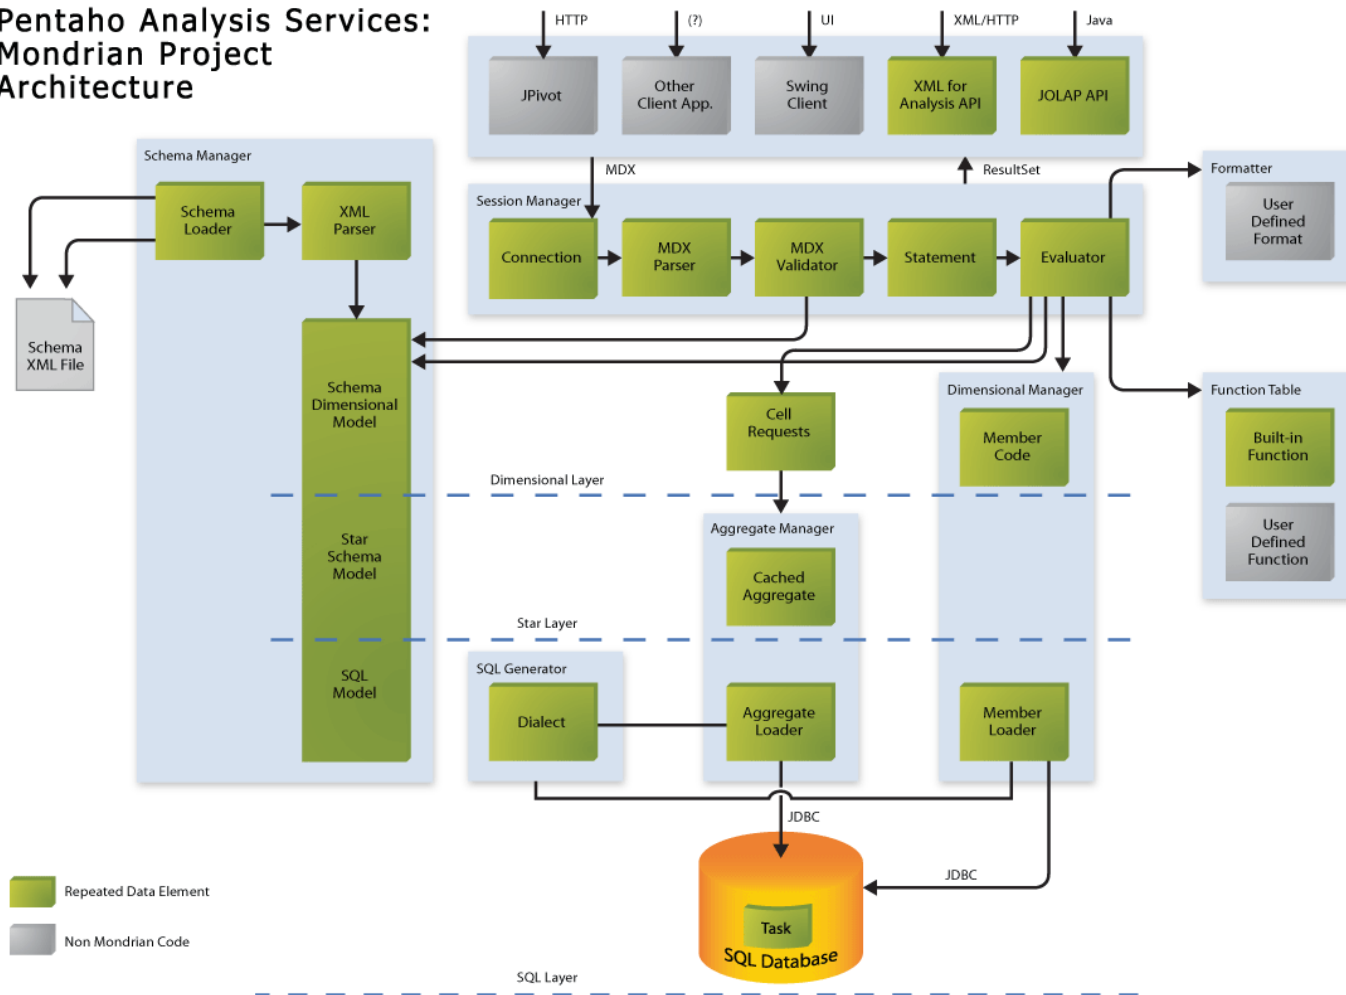 Pentaho Analysis Services:
Mondrian Project
Architecture
HTTP
(?)
UI
XML/HTTP
Java
JPivot
Other
Client App.
Swing
Client
XML for
Analysis API
JOLAP API
MDX
ResultSet
Schema Manager
Schema
Loader
XML
Parser
Schema
XML File
Session Manager
Connection
MDX
Parser
MDX
Validator
Statement
Evaluator
Formatter
User
Defined
Format
Schema
Dimensional
Model
Star
Schema
Model
SQL
Model
Cell
Requests
Dimensional Manager
Member
Code
Function Table
Built-in
Function
User
Defined
Function
Dimensional Layer
Aggregate Manager
Cached
Aggregate
Star Layer
SQL Generator
Dialect
Aggregate
Loader
Member
Loader
JDBC
JDBC
Task
SQL Database
Repeated Data Element
Non Mondrian Code
SQL Layer